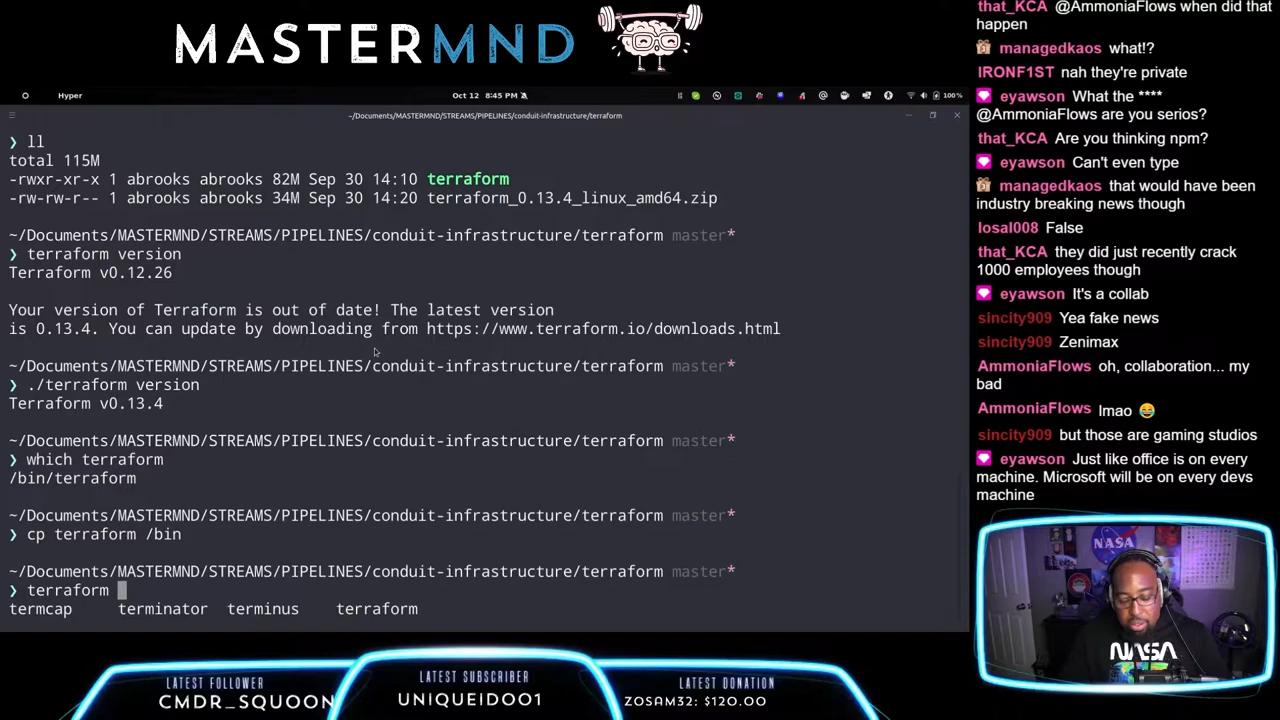 MASTERMND
Hyper
Oct 12 8:45 PM
100%
~/Documents/MASTERMND/STREAMS/PIPELINES/conduit-infrastructure/terraform
❯ ll
total 115M
-rwxr-xr-x 1 abrooks abrooks 82M Sep 30 14:10 terraform
-rw-rw-r-- 1 abrooks abrooks 34M Sep 30 14:20 terraform_0.13.4_linux_amd64.zip
~/Documents/MASTERMND/STREAMS/PIPELINES/conduit-infrastructure/terraform master*
❯ terraform version
Terraform v0.12.26
Your version of Terraform is out of date! The latest version
is 0.13.4. You can update by downloading from https://www.terraform.io/downloads.html
~/Documents/MASTERMND/STREAMS/PIPELINES/conduit-infrastructure/terraform master*
❯ ./terraform version
Terraform v0.13.4
~/Documents/MASTERMND/STREAMS/PIPELINES/conduit-infrastructure/terraform master*
❯ which terraform
/bin/terraform
~/Documents/MASTERMND/STREAMS/PIPELINES/conduit-infrastructure/terraform master*
❯ cp terraform /bin
~/Documents/MASTERMND/STREAMS/PIPELINES/conduit-infrastructure/terraform master*
❯ terraform
termcap terminator terminus terraform
that_KCA @AmmoniaFlows when did that
happen
managedkaos what!?
IRONF1ST nah they're private
eyawson What the ****
@AmmoniaFlows are you serios?
that_KCA Are you thinking npm?
eyawson Can't even type
managedkaos that would have been
industry breaking news though
losal008 False
that_KCA they did just recently crack
1000 employees though
eyawson It's a collab
sincity909 Yea fake news
sincity909 Zenimax
AmmoniaFlows oh, collaboration... my
bad
AmmoniaFlows lmao 😂
sincity909 but those are gaming studios
eyawson Just like office is on every
machine. Microsoft will be on every devs
machine
NASA
NASA
LATEST FOLLOWER
CMDR_SQUOON
LATEST SUBSCRIBER
UNIQUEID001
LATEST DONATION
ZOSAM32: $120.00